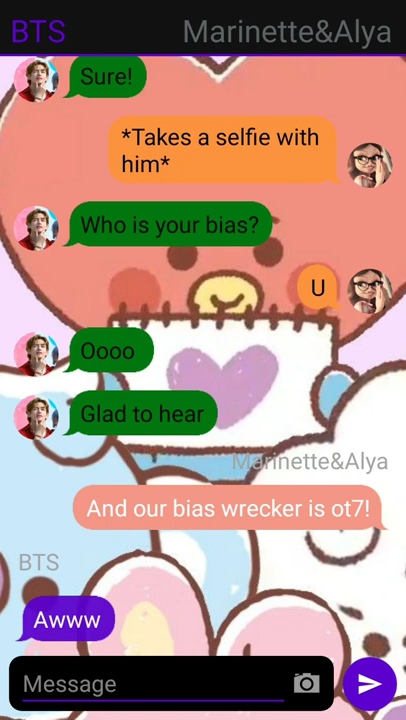 BTS Marinette&Alya
Sure!
*Takes a selfie with
him*
Who is your bias?
U
Oooo
Glad to hear
Marinette&Alya
And our bias wrecker is ot7!
BTS
Awww
Message